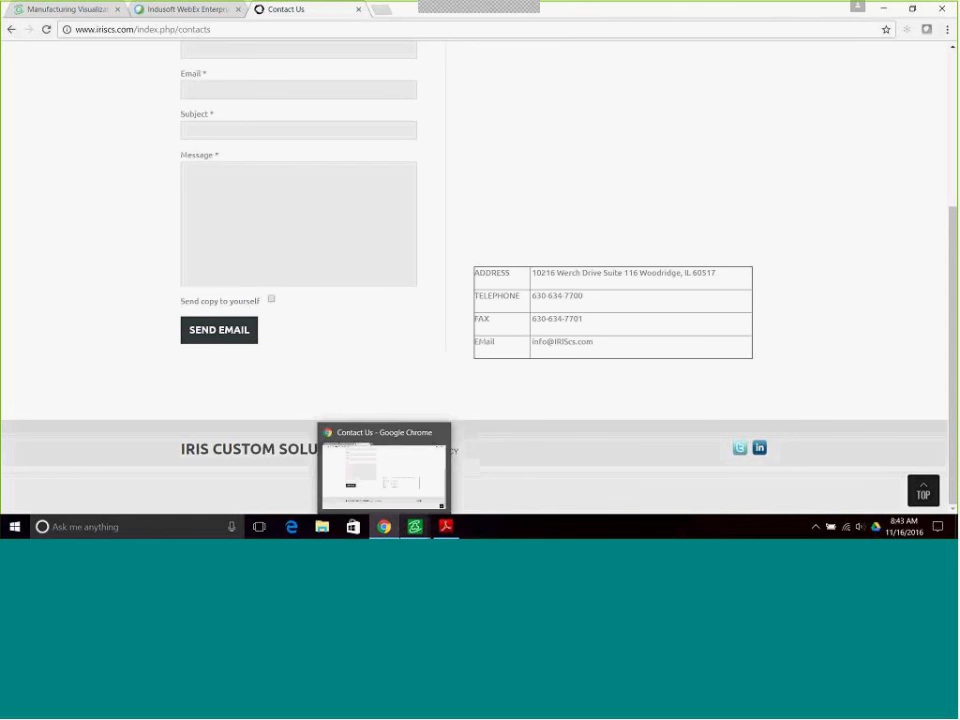 Manufacturing Visualiza
Indusoft WebEx Enterpri
Contact Us
www.iriscs.com/index.php/contacts
Email *
Subject *
Message *
Send copy to yourself
SEND EMAIL
ADDRESS 10216 Werch Drive Suite 116 Woodridge, IL 60517
TELEPHONE 630-634-7700
FAX 630-634-7701
EMail info@IRIScs.com
Contact Us - Google Chrome
IRIS CUSTOM SOLU
TOP
Ask me anything
8:43 AM
11/16/2016